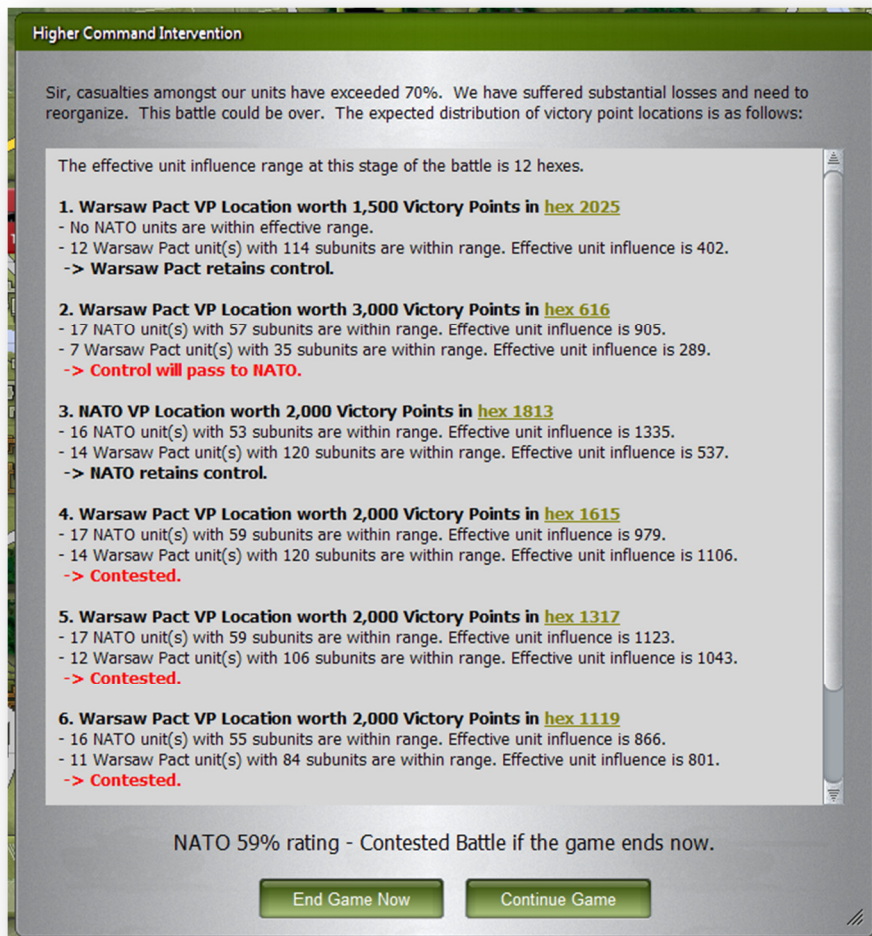 Higher Command Intervention
Sir, casualties amongst our units have exceeded 70%. We have suffered substantial losses and need to
reorganize. This battle could be over. The expected distribution of victory point locations is as follows:
The effective unit influence range at this stage of the battle is 12 hexes.
1. Warsaw Pact VP Location worth 1,500 Victory Points in hex 2025
- No NATO units are within effective range.
- 12 Warsaw Pact unit(s) with 114 subunits are within range. Effective unit influence is 402.
-> Warsaw Pact retains control.
2. Warsaw Pact VP Location worth 3,000 Victory Points in hex 616
- 17 NATO unit(s) with 57 subunits are within range. Effective unit influence is 905.
- 7 Warsaw Pact unit(s) with 35 subunits are within range. Effective unit influence is 289.
-> Control will pass to NATO.
3. NATO VP Location worth 2,000 Victory Points in hex 1813
- 16 NATO unit(s) with 53 subunits are within range. Effective unit influence is 1335.
- 14 Warsaw Pact unit(s) with 120 subunits are within range. Effective unit influence is 537.
-> NATO retains control.
4. Warsaw Pact VP Location worth 2,000 Victory Points in hex 1615
- 17 NATO unit(s) with 59 subunits are within range. Effective unit influence is 979.
- 14 Warsaw Pact unit(s) with 120 subunits are within range. Effective unit influence is 1106.
-> Contested.
5. Warsaw Pact VP Location worth 2,000 Victory Points in hex 1317
- 17 NATO unit(s) with 59 subunits are within range. Effective unit influence is 1123.
- 12 Warsaw Pact unit(s) with 106 subunits are within range. Effective unit influence is 1043.
-> Contested.
6. Warsaw Pact VP Location worth 2,000 Victory Points in hex 1119
- 16 NATO unit(s) with 55 subunits are within range. Effective unit influence is 866.
- 11 Warsaw Pact unit(s) with 84 subunits are within range. Effective unit influence is 801.
-> Contested.
NATO 59% rating - Contested Battle if the game ends now.
End Game Now
Continue Game